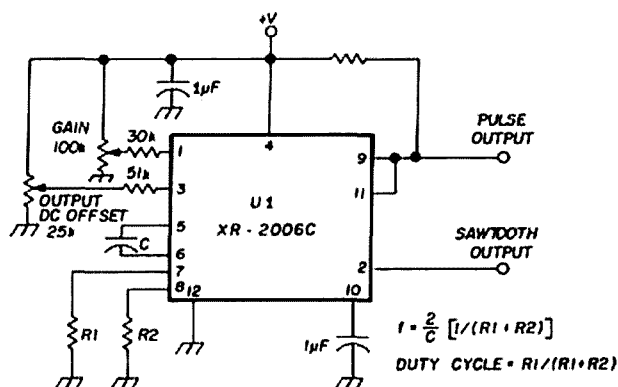 +V
1µF
GAIN
100k
30k
1
4
51k
3
OUTPUT
DC OFFSET
25k
U1
XR-2006C
9
11
PULSE
OUTPUT
C
5
6
7
8
12
2
10
SAWTOOTH
OUTPUT
R1
R2
1µF
f = 2/C [1/(R1 + R2)]
DUTY CYCLE = R1/(R1+R2)